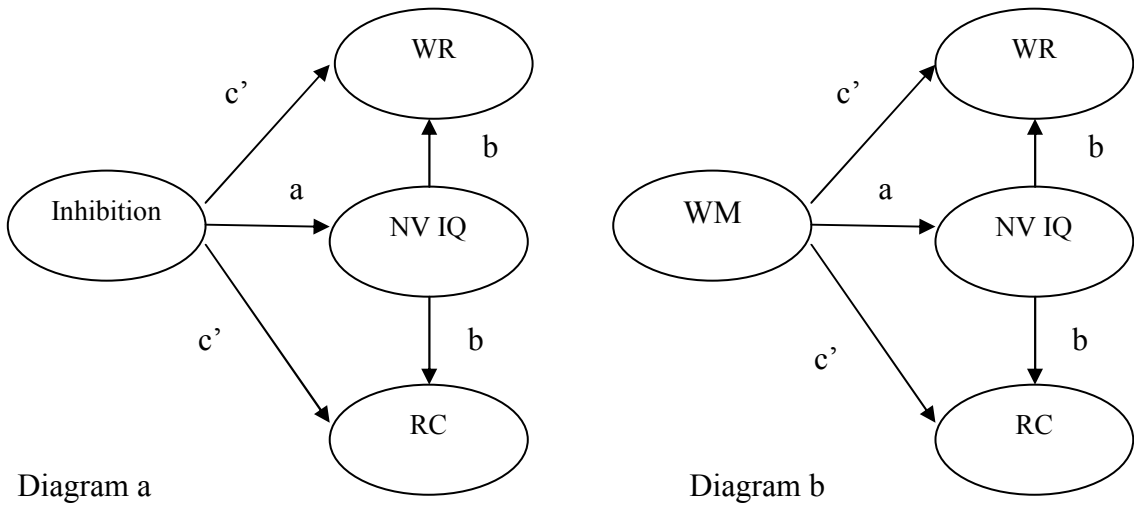 WR
c’
b
a
Inhibition
NV IQ
c’
b
RC
Diagram a
WR
c’
b
a
WM
NV IQ
c’
b
RC
Diagram b